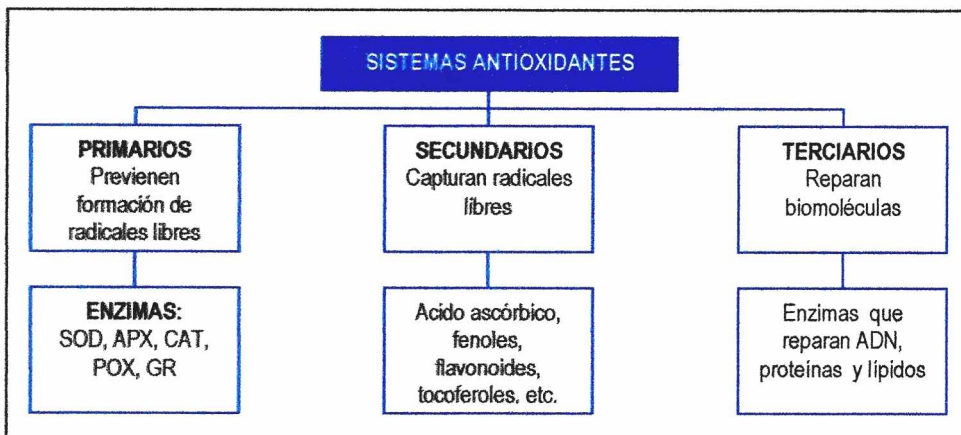 SISTEMAS ANTIOXIDANTES
PRIMARIOS
Previenen
formación de
radicales libres
SECUNDARIOS
Capturan radicales
libres
TERCIARIOS
Reparan
biomoléculas
ENZIMAS:
SOD, APX, CAT,
POX, GR
Acido ascórbico,
fenoles,
flavonoides,
tocoferoles, etc.
Enzimas que
reparan ADN,
proteínas y lípidos